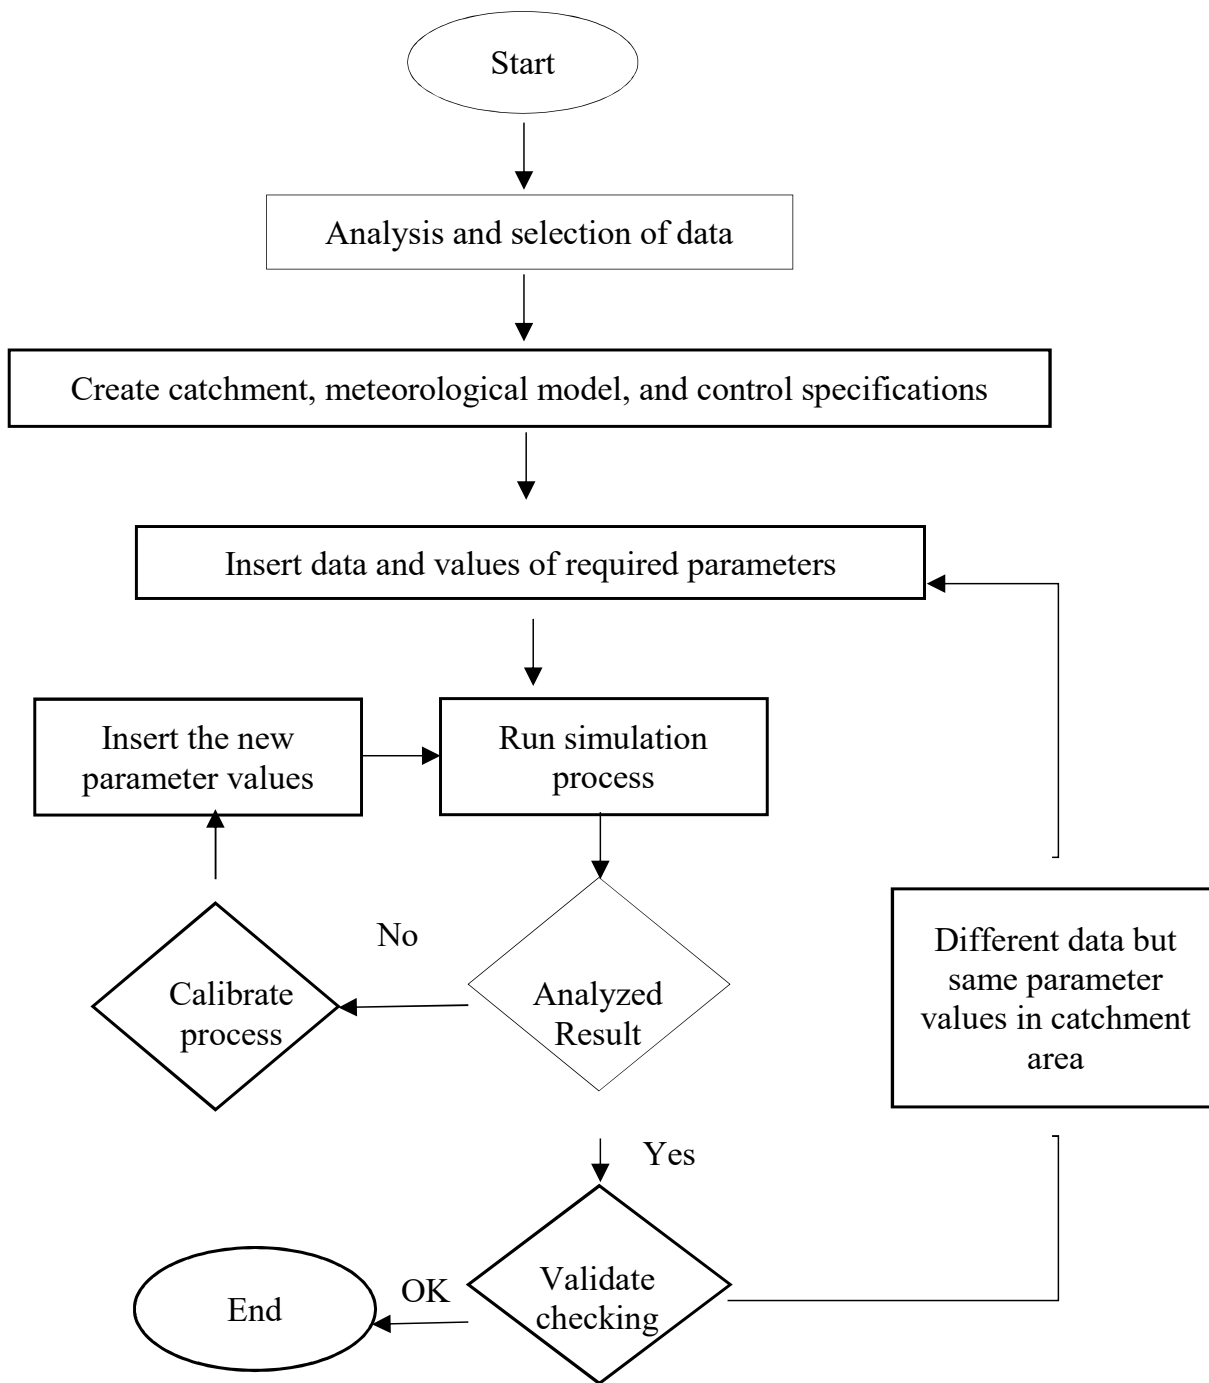 Start
Analysis and selection of data
Create catchment, meteorological model, and control specifications
Insert data and values of required parameters
Insert the new
parameter values
Run simulation
process
No
Calibrate
process
Analyzed
Result
Different data but
same parameter
values in catchment
area
Yes
Validate
checking
OK
End